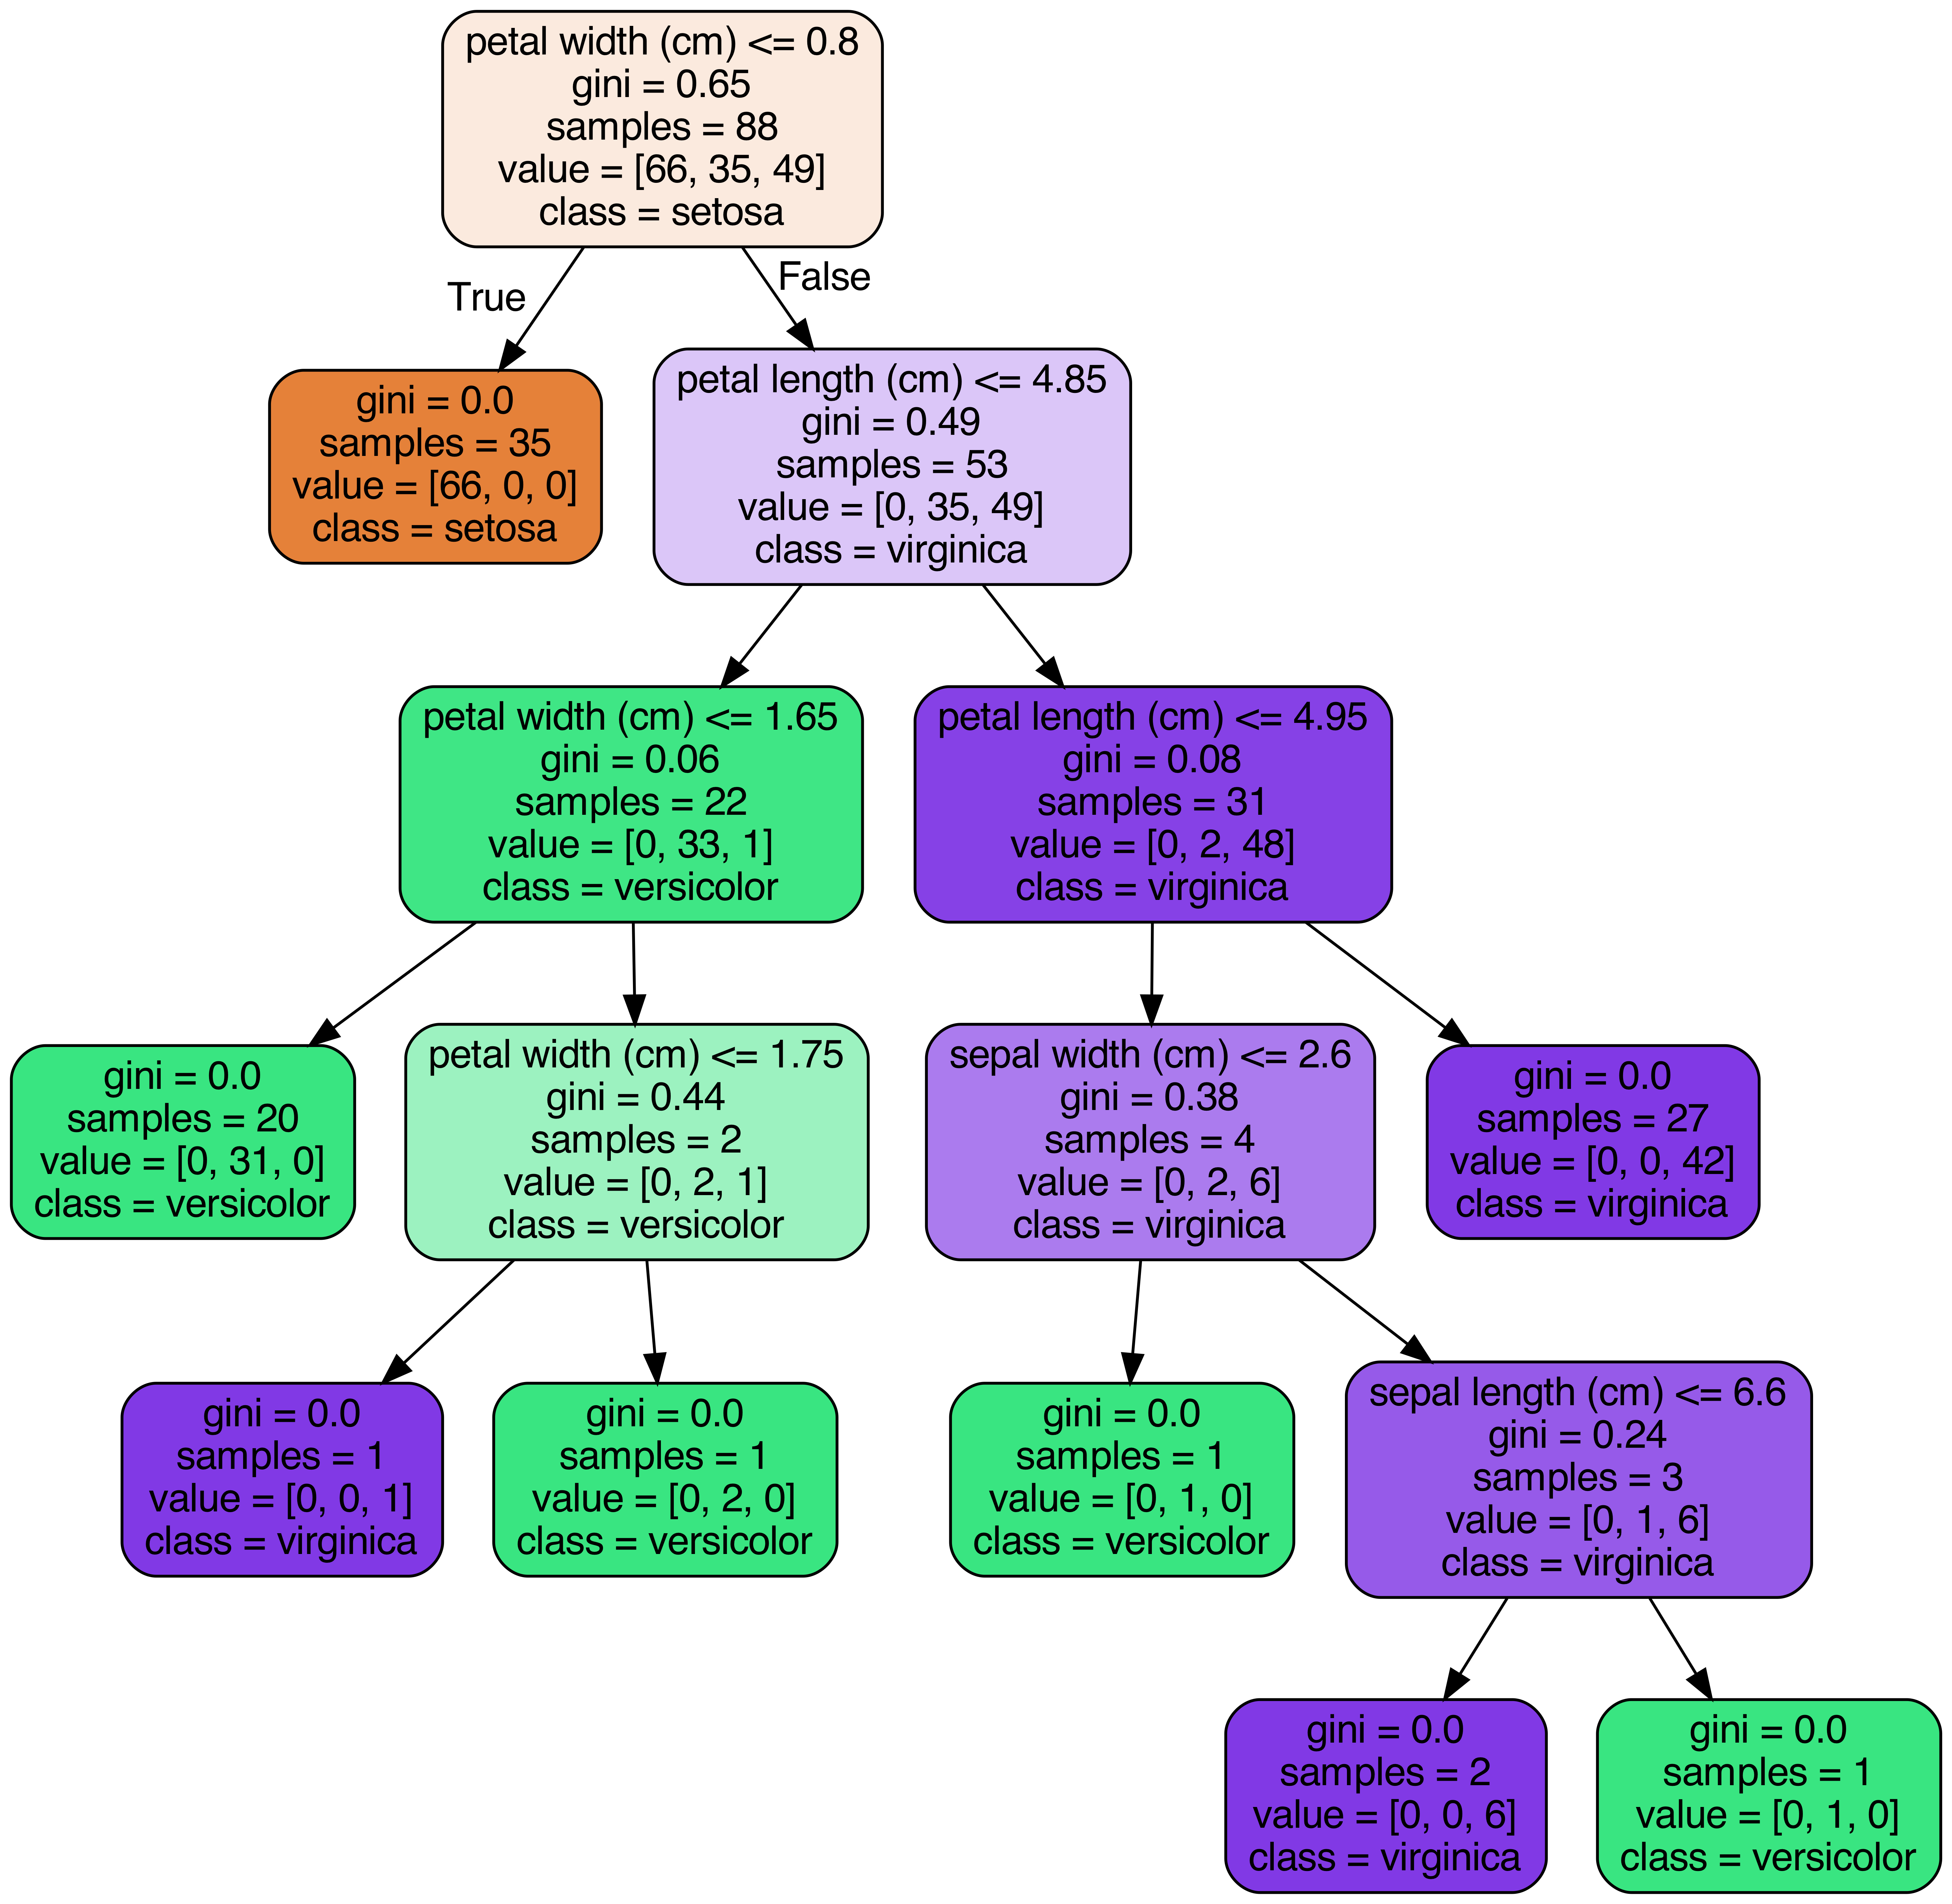 petal width (cm) <= 0.8
gini = 0.65
samples = 88
value = [66, 35, 49]
class = setosa
True
False
gini = 0.0
samples = 35
value = [66, 0, 0]
class = setosa
petal length (cm) <= 4.85
gini = 0.49
samples = 53
value = [0, 35, 49]
class = virginica
petal width (cm) <= 1.65
gini = 0.06
samples = 22
value = [0, 33, 1]
class = versicolor
petal length (cm) <= 4.95
gini = 0.08
samples = 31
value = [0, 2, 48]
class = virginica
gini = 0.0
samples = 20
value = [0, 31, 0]
class = versicolor
petal width (cm) <= 1.75
gini = 0.44
samples = 2
value = [0, 2, 1]
class = versicolor
sepal width (cm) <= 2.6
gini = 0.38
samples = 4
value = [0, 2, 6]
class = virginica
gini = 0.0
samples = 27
value = [0, 0, 42]
class = virginica
gini = 0.0
samples = 1
value = [0, 0, 1]
class = virginica
gini = 0.0
samples = 1
value = [0, 2, 0]
class = versicolor
gini = 0.0
samples = 1
value = [0, 1, 0]
class = versicolor
sepal length (cm) <= 6.6
gini = 0.24
samples = 3
value = [0, 1, 6]
class = virginica
gini = 0.0
samples = 2
value = [0, 0, 6]
class = virginica
gini = 0.0
samples = 1
value = [0, 1, 0]
class = versicolor